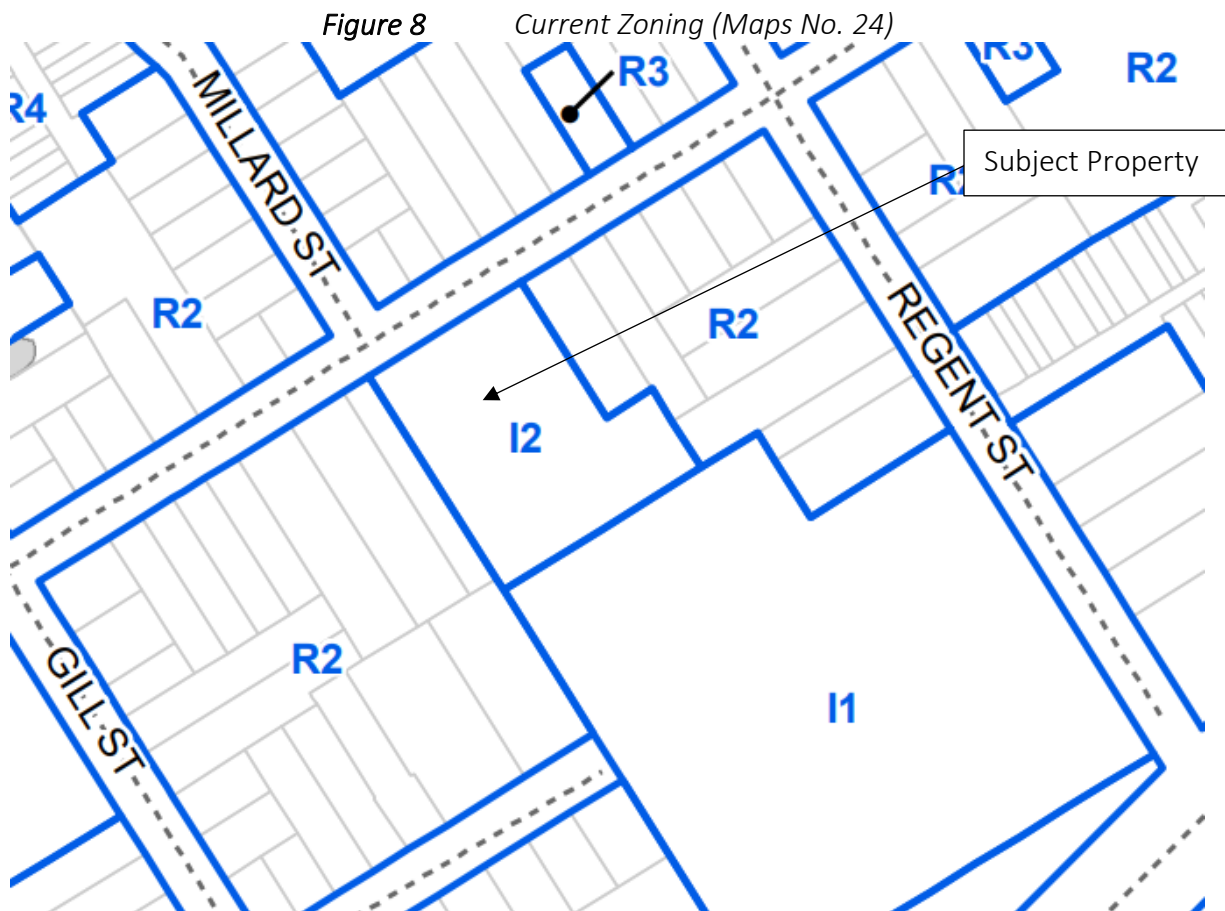 Figure 8 Current Zoning (Maps No. 24)
R3
R3
R2
R4
MILLARD ST
Subject Property
R2
R2
REGENT ST
I2
R2
GILL ST
I1